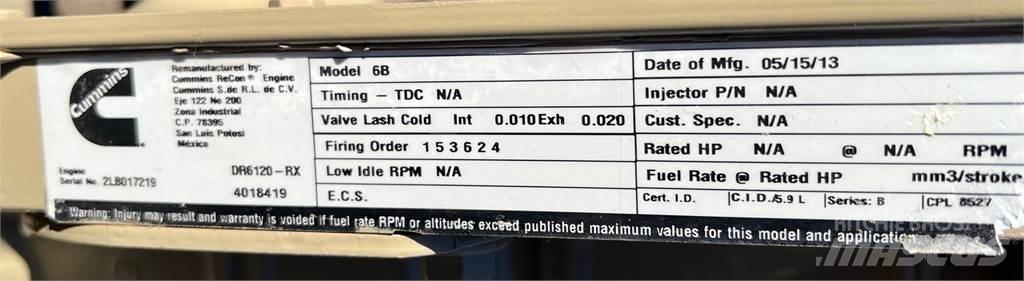 Cummins
Remanufactured by:
Cummins ReCon® Engine
Cummins S.de R.L. de C.V.
Eje 122 No 200
Zona Industrial
C.P. 78395
San Luis Potosi
México
Engine
Serial No. 2LB017219
DR6120-RX
4018419
Model 6B
Timing - TDC N/A
Valve Lash Cold Int 0.010 Exh 0.020
Firing Order 1 5 3 6 2 4
Low Idle RPM N/A
E.C.S.
Date of Mfg. 05/15/13
Injector P/N N/A
Cust. Spec. N/A
Rated HP N/A @ N/A RPM
Fuel Rate @ Rated HP mm3/stroke
Cert. I.D. C.I.D./5.9 L Series: B CPL 8527
Warning: Injury may result and warranty is voided if fuel rate RPM or altitudes exceed published maximum values for this model and application.
RITCHIE BROS.
MASCUS